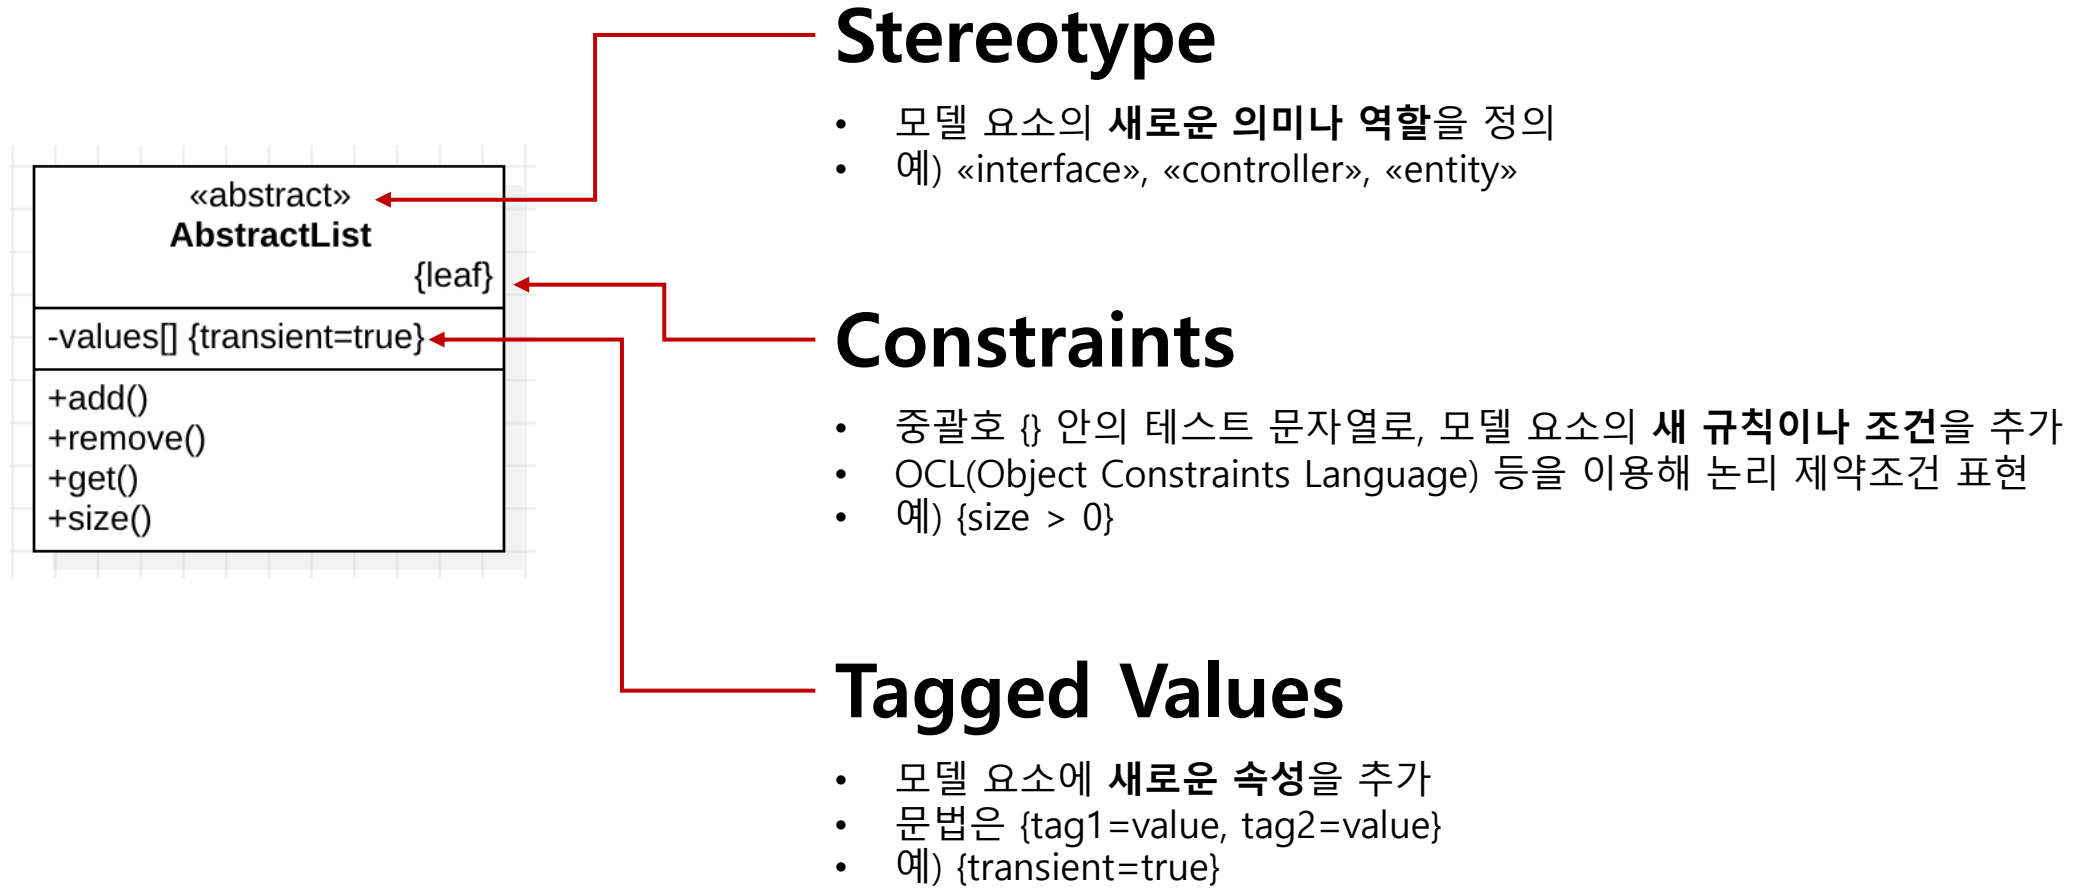 «abstract»
AbstractList
{leaf}
-values[] {transient=true}
+add()
+remove()
+get()
+size()
Stereotype
• 모델 요소의 새로운 의미나 역할을 정의
• 예) «interface», «controller», «entity»
Constraints
• 중괄호 {} 안의 테스트 문자열로, 모델 요소의 새 규칙이나 조건을 추가
• OCL(Object Constraints Language) 등을 이용해 논리 제약조건 표현
• 예) {size > 0}
Tagged Values
• 모델 요소에 새로운 속성을 추가
• 문법은 {tag1=value, tag2=value}
• 예) {transient=true}